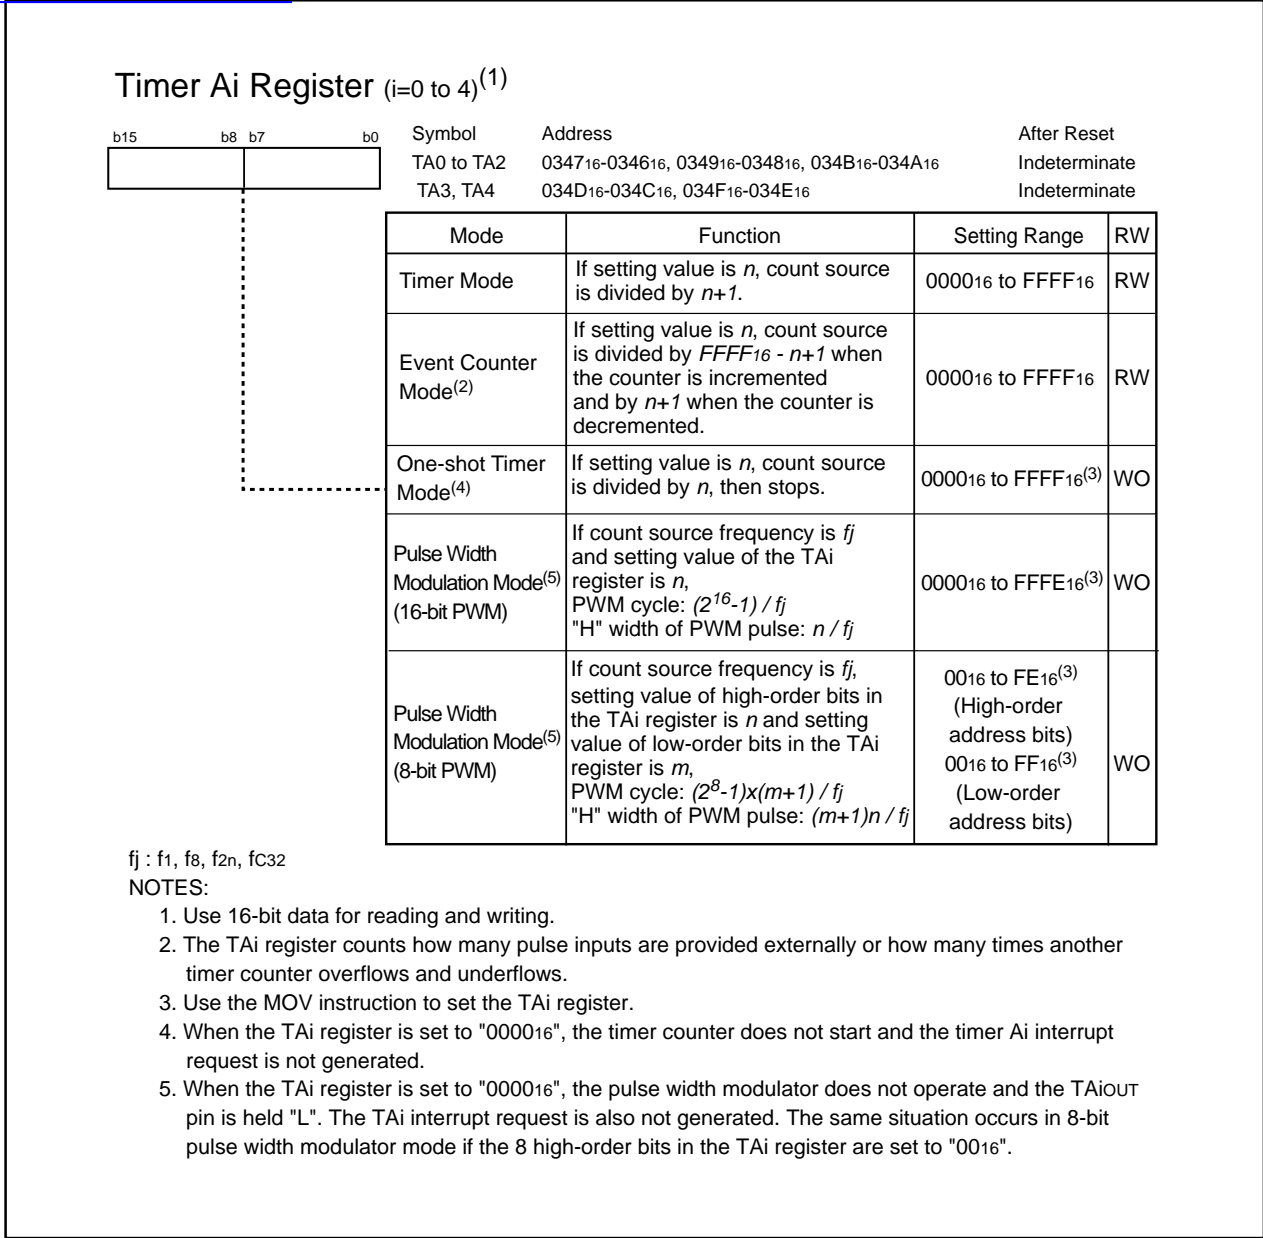 Timer Ai Register (i=0 to 4)(1)
b15 b8 b7 b0
Symbol Address After Reset
TA0 to TA2 034716-034616, 034916-034816, 034B16-034A16 Indeterminate
TA3, TA4 034D16-034C16, 034F16-034E16 Indeterminate
Mode Function Setting Range RW
Timer Mode
If setting value is n, count source
is divided by n+1.
000016 to FFFF16 RW
Event Counter
Mode(2)
If setting value is n, count source
is divided by FFFF16 - n+1 when
the counter is incremented
and by n+1 when the counter is
decremented.
000016 to FFFF16 RW
One-shot Timer
Mode(4)
If setting value is n, count source
is divided by n, then stops.
000016 to FFFF16(3) WO
Pulse Width
Modulation Mode(5)
(16-bit PWM)
If count source frequency is fj
and setting value of the TAi
register is n,
PWM cycle: (2^16-1) / fj
"H" width of PWM pulse: n / fj
000016 to FFFE16(3) WO
Pulse Width
Modulation Mode(5)
(8-bit PWM)
If count source frequency is fj,
setting value of high-order bits in
the TAi register is n and setting
value of low-order bits in the TAi
register is m,
PWM cycle: (2^8-1)x(m+1) / fj
"H" width of PWM pulse: (m+1)n / fj
0016 to FE16(3)
(High-order
address bits)
0016 to FF16(3)
(Low-order
address bits)
WO
fj : f1, f8, f2n, fC32
NOTES:
1. Use 16-bit data for reading and writing.
2. The TAi register counts how many pulse inputs are provided externally or how many times another
timer counter overflows and underflows.
3. Use the MOV instruction to set the TAi register.
4. When the TAi register is set to "000016", the timer counter does not start and the timer Ai interrupt
request is not generated.
5. When the TAi register is set to "000016", the pulse width modulator does not operate and the TAiOUT
pin is held "L". The TAi interrupt request is also not generated. The same situation occurs in 8-bit
pulse width modulator mode if the 8 high-order bits in the TAi register are set to "0016".